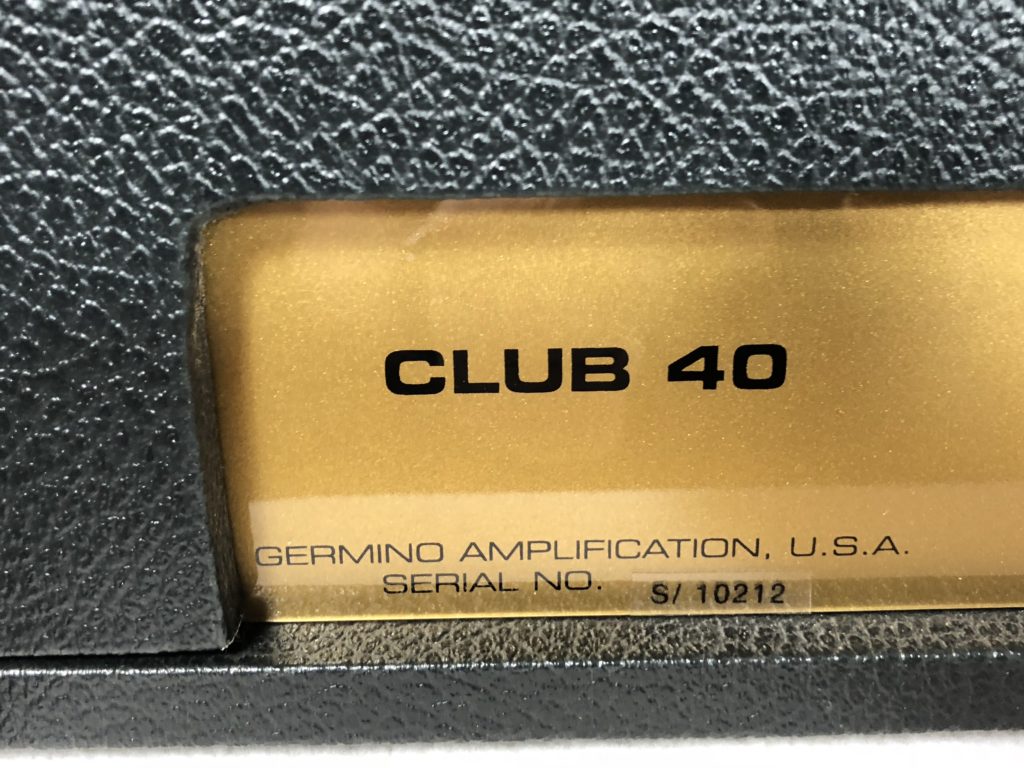 CLUB 40
GERMINO AMPLIFICATION, U.S.A.
SERIAL NO. S/ 10212